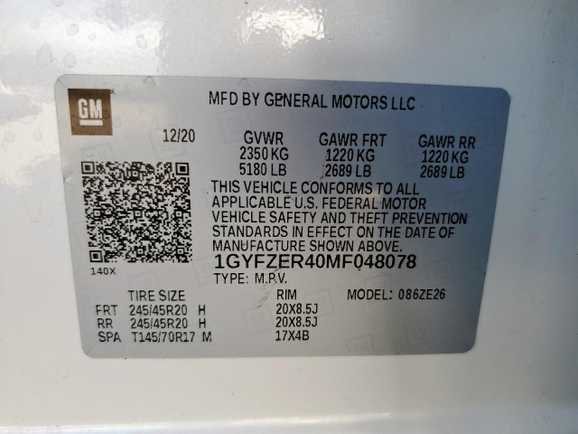 GM
MFD BY GENERAL MOTORS LLC
12/20 GVWR GAWR FRT GAWR RR
2350 KG 1220 KG 1220 KG
5180 LB 2689 LB 2689 LB
THIS VEHICLE CONFORMS TO ALL
APPLICABLE U.S. FEDERAL MOTOR
VEHICLE SAFETY AND THEFT PREVENTION
STANDARDS IN EFFECT ON THE DATE OF
MANUFACTURE SHOWN ABOVE.
140X 1GYFZER40MF048078
TYPE: M.P.V.
TIRE SIZE RIM MODEL: 086ZE26
FRT 245/45R20 H 20X8.5J
RR 245/45R20 H 20X8.5J
SPA T145/70R17 M 17X4B